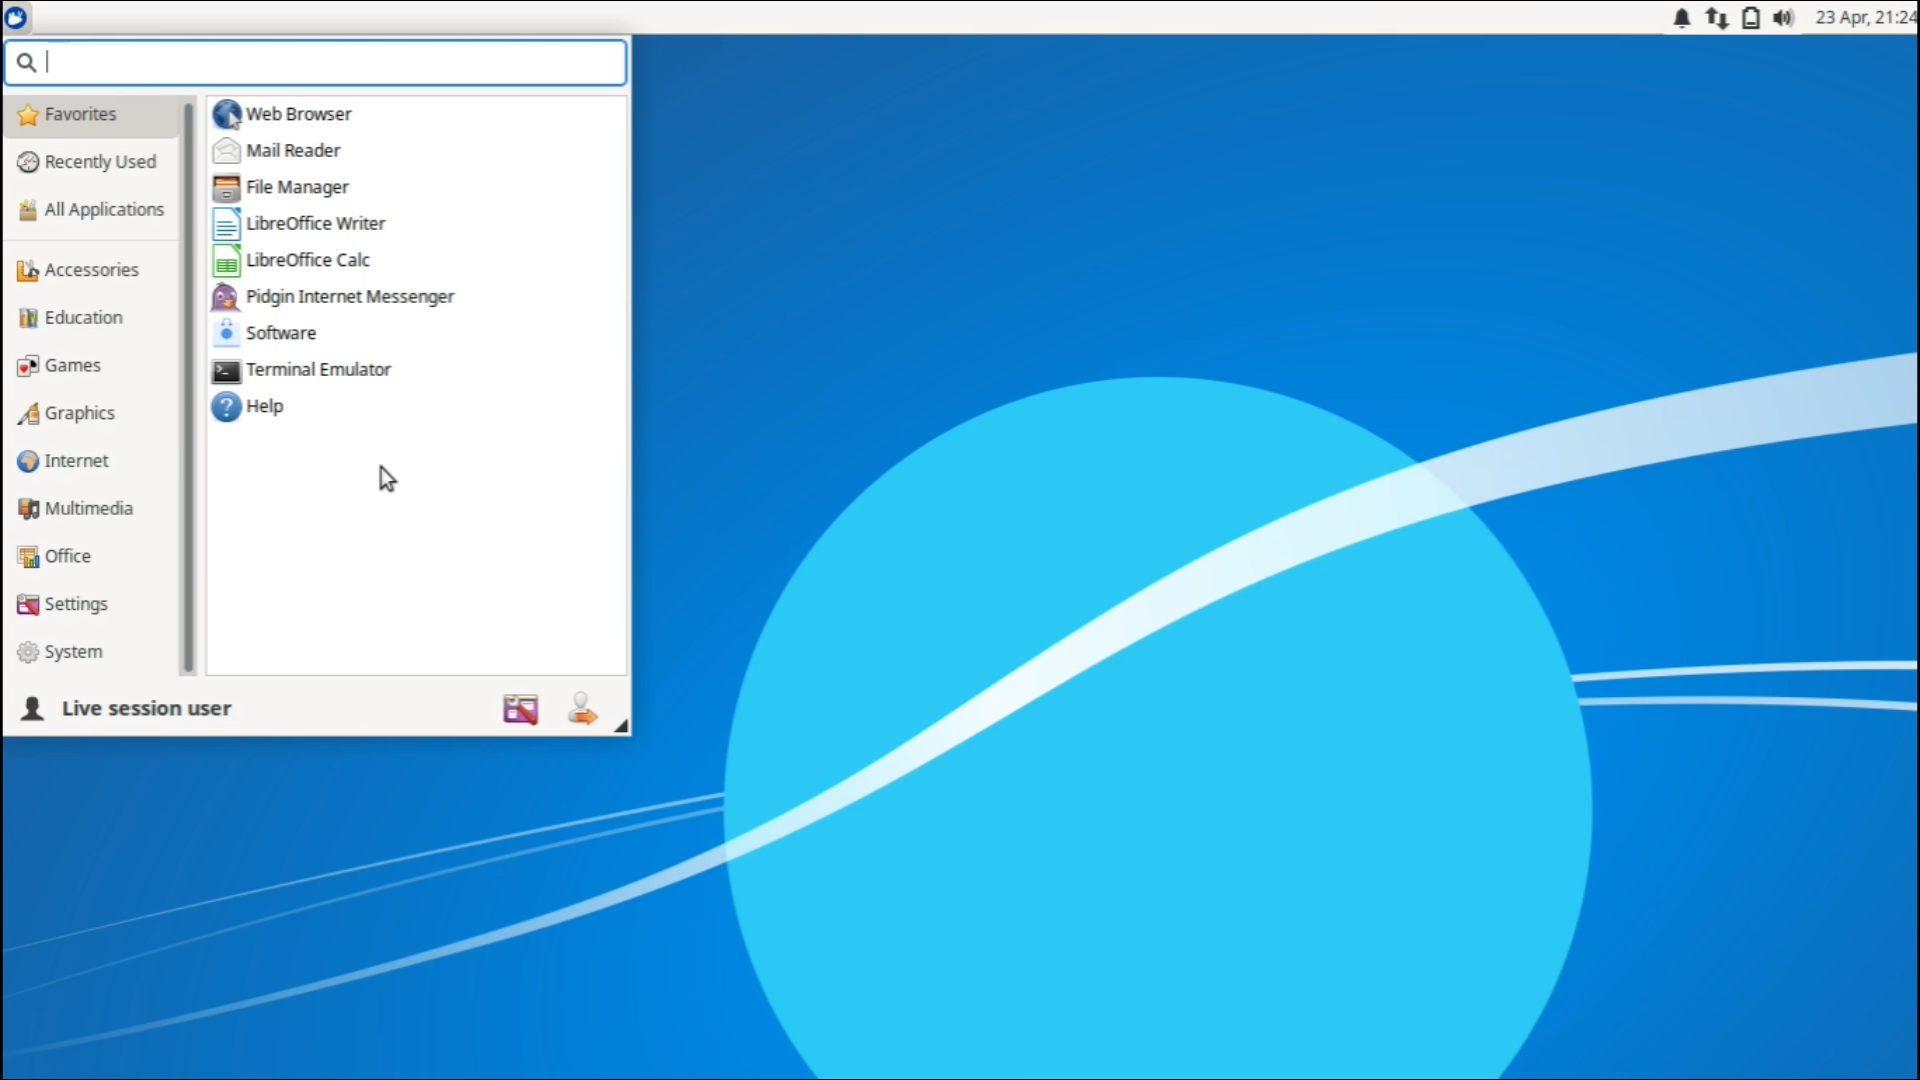 23 Apr, 21:24
Favorites
Recently Used
All Applications
Accessories
Education
Games
Graphics
Internet
Multimedia
Office
Settings
System
Web Browser
Mail Reader
File Manager
LibreOffice Writer
LibreOffice Calc
Pidgin Internet Messenger
Software
Terminal Emulator
Help
Live session user